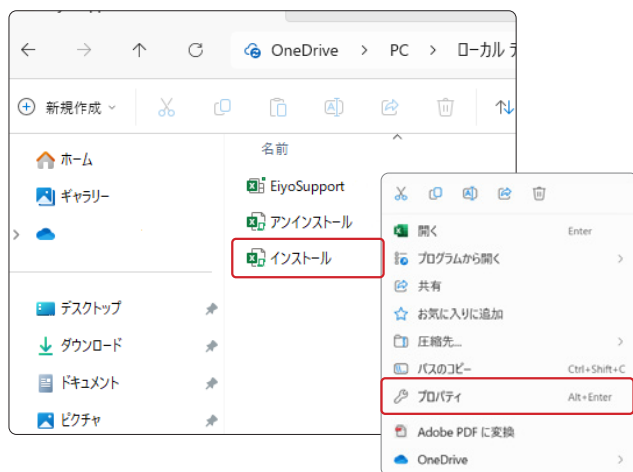 OneDrive > PC > ローカル デ
新規作成
名前
ホーム
ギャラリー
デスクトップ
ダウンロード
ドキュメント
ピクチャ
EiyoSupport
アンインストール
インストール
開く Enter
プログラムから開く
共有
お気に入りに追加
圧縮先...
パスのコピー Ctrl+Shift+C
プロパティ Alt+Enter
Adobe PDF に変換
OneDrive